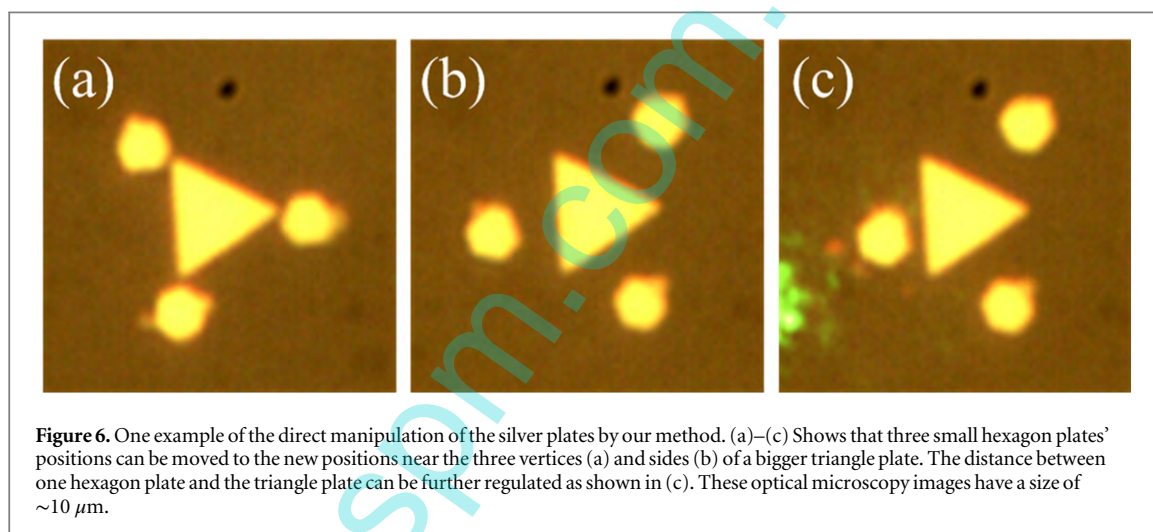 (a) (b) (c)
spm.com.
Figure 6. One example of the direct manipulation of the silver plates by our method. (a)–(c) Shows that three small hexagon plates'
positions can be moved to the new positions near the three vertices (a) and sides (b) of a bigger triangle plate. The distance between
one hexagon plate and the triangle plate can be further regulated as shown in (c). These optical microscopy images have a size of
~10 μm.